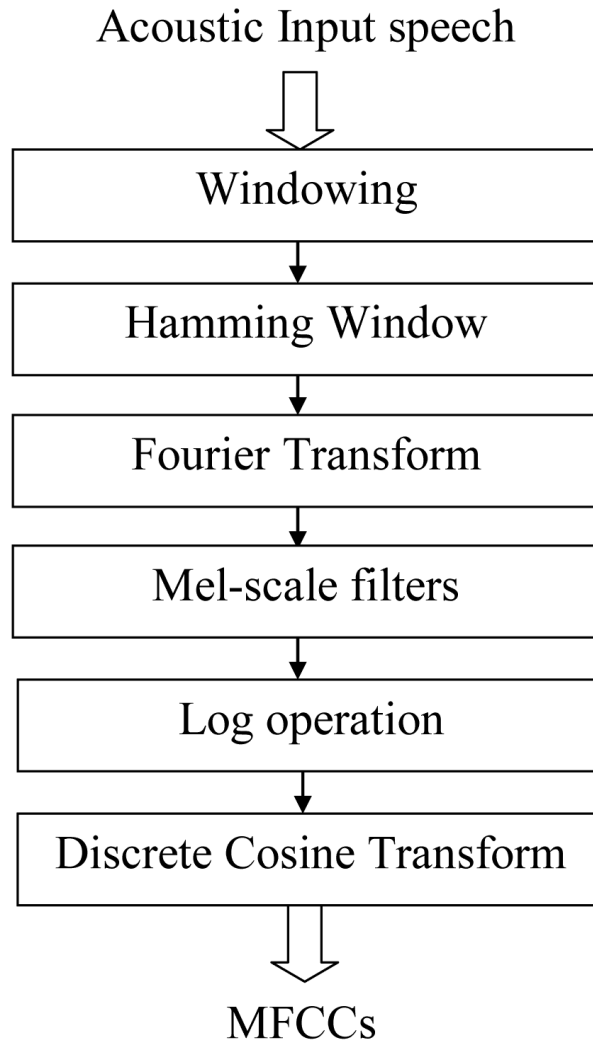 Acoustic Input speech
Windowing
Hamming Window
Fourier Transform
Mel-scale filters
Log operation
Discrete Cosine Transform
MFCCs